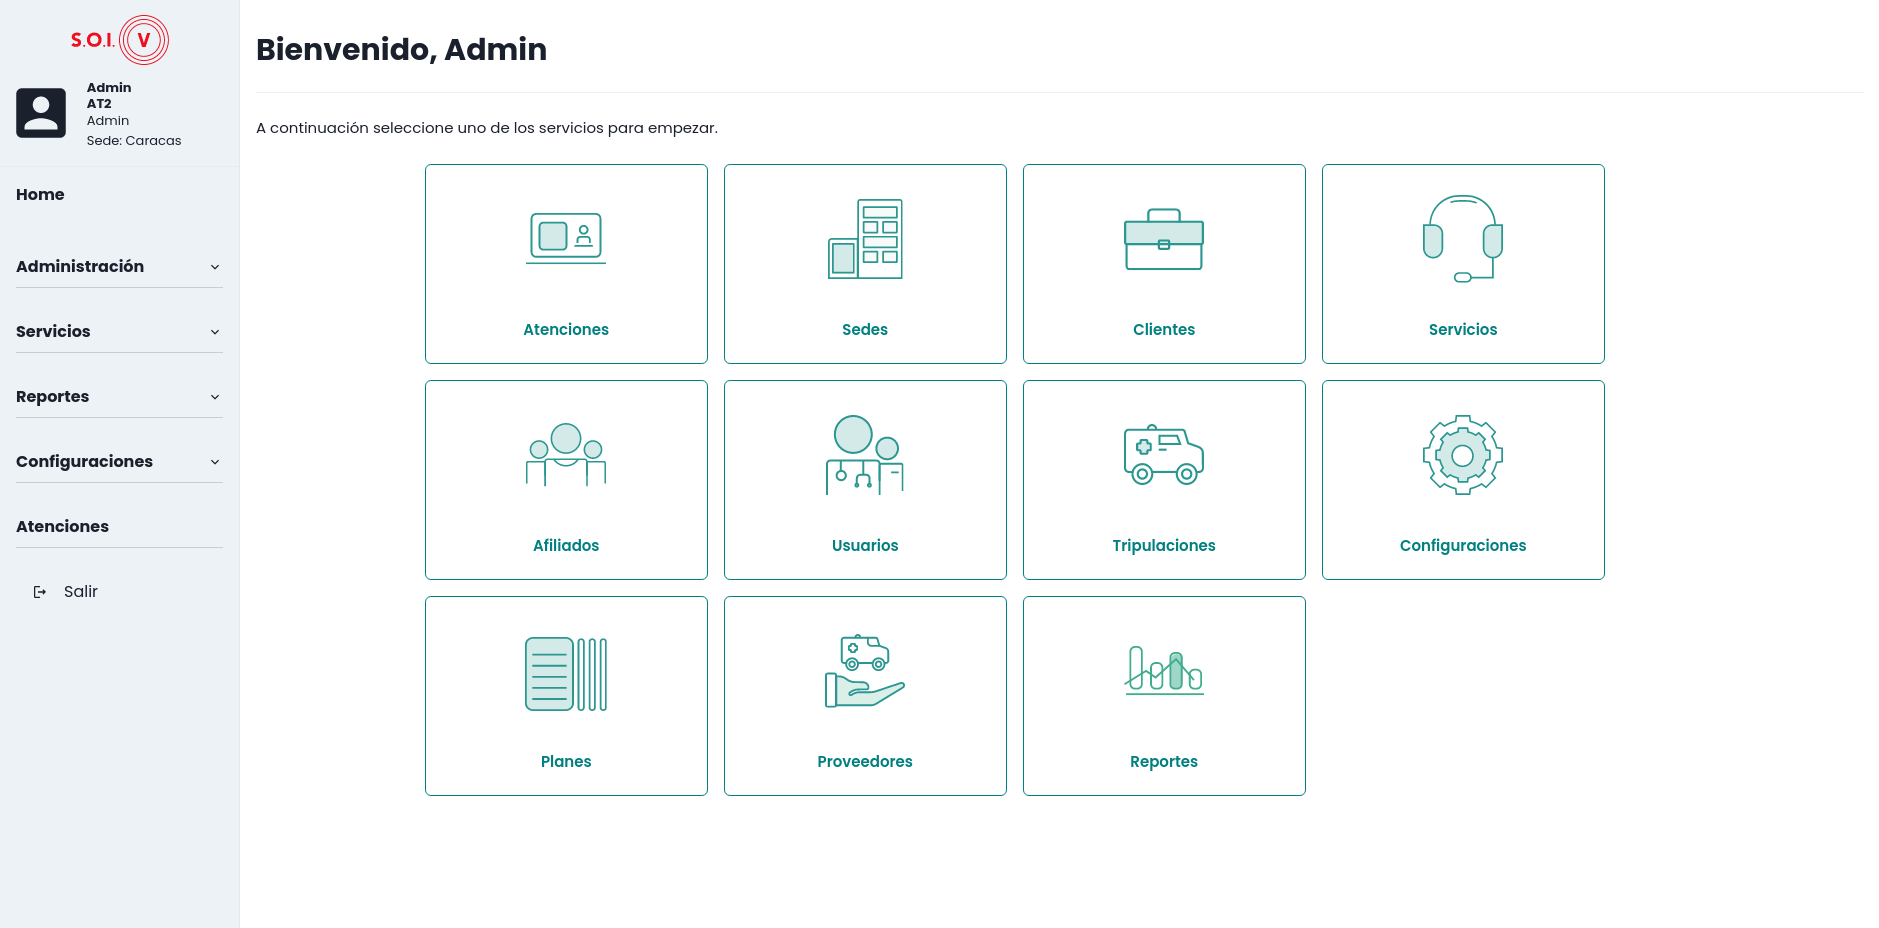 S.O.I. V
Admin
AT2
Admin
Sede: Caracas
Home
Administración
Servicios
Reportes
Configuraciones
Atenciones
Salir
Bienvenido, Admin
A continuación seleccione uno de los servicios para empezar.
Atenciones
Sedes
Clientes
Servicios
Afiliados
Usuarios
Tripulaciones
Configuraciones
Planes
Proveedores
Reportes